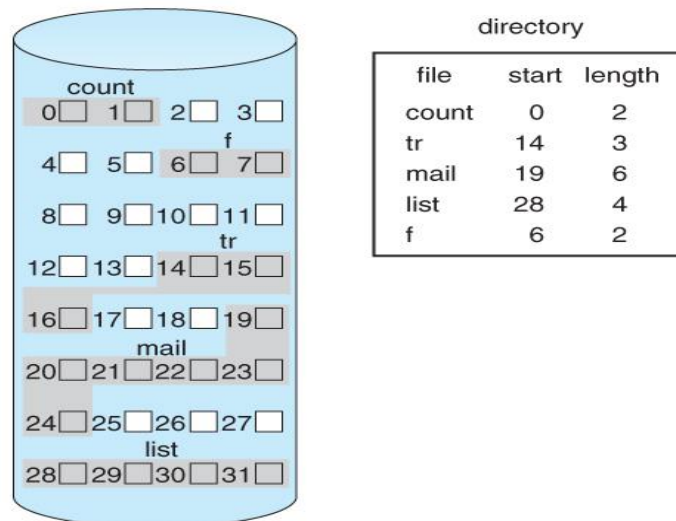 count
0 1 2 3
f
4 5 6 7
8 9 10 11
tr
12 13 14 15
16 17 18 19
mail
20 21 22 23
24 25 26 27
list
28 29 30 31
directory
file start length
count 0 2
tr 14 3
mail 19 6
list 28 4
f 6 2